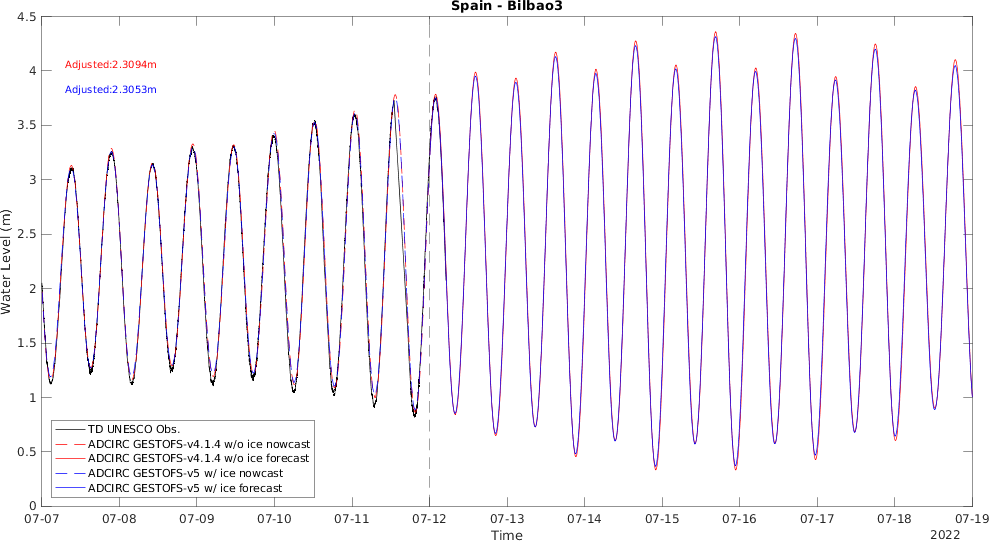 Spain - Bilbao3
4.5
4
3.5
3
2.5
2
1.5
1
0.5
0
Water Level (m)
Adjusted:2.3094m
Adjusted:2.3053m
TD UNESCO Obs.
ADCIRC GESTOFS-v4.1.4 w/o ice nowcast
ADCIRC GESTOFS-v4.1.4 w/o ice forecast
ADCIRC GESTOFS-v5 w/ ice nowcast
ADCIRC GESTOFS-v5 w/ ice forecast
07-07 07-08 07-09 07-10 07-11 07-12 07-13 07-14 07-15 07-16 07-17 07-18 07-19
Time
2022